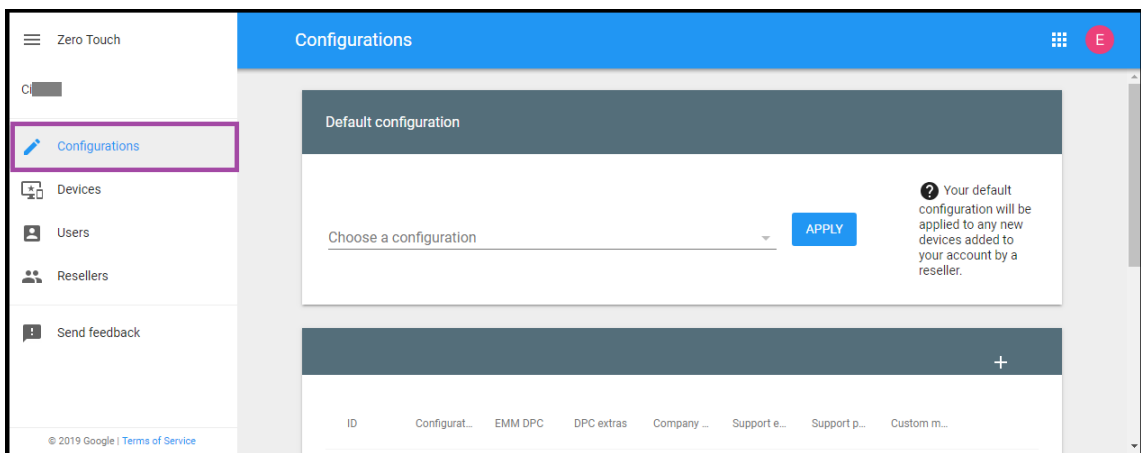 Zero Touch
Configurations
E
Ci
Configurations
Devices
Users
Resellers
Send feedback
© 2019 Google | Terms of Service
Default configuration
Choose a configuration
APPLY
? Your default
configuration will be
applied to any new
devices added to
your account by a
reseller.
+
ID Configurat... EMM DPC DPC extras Company ... Support e... Support p... Custom m...